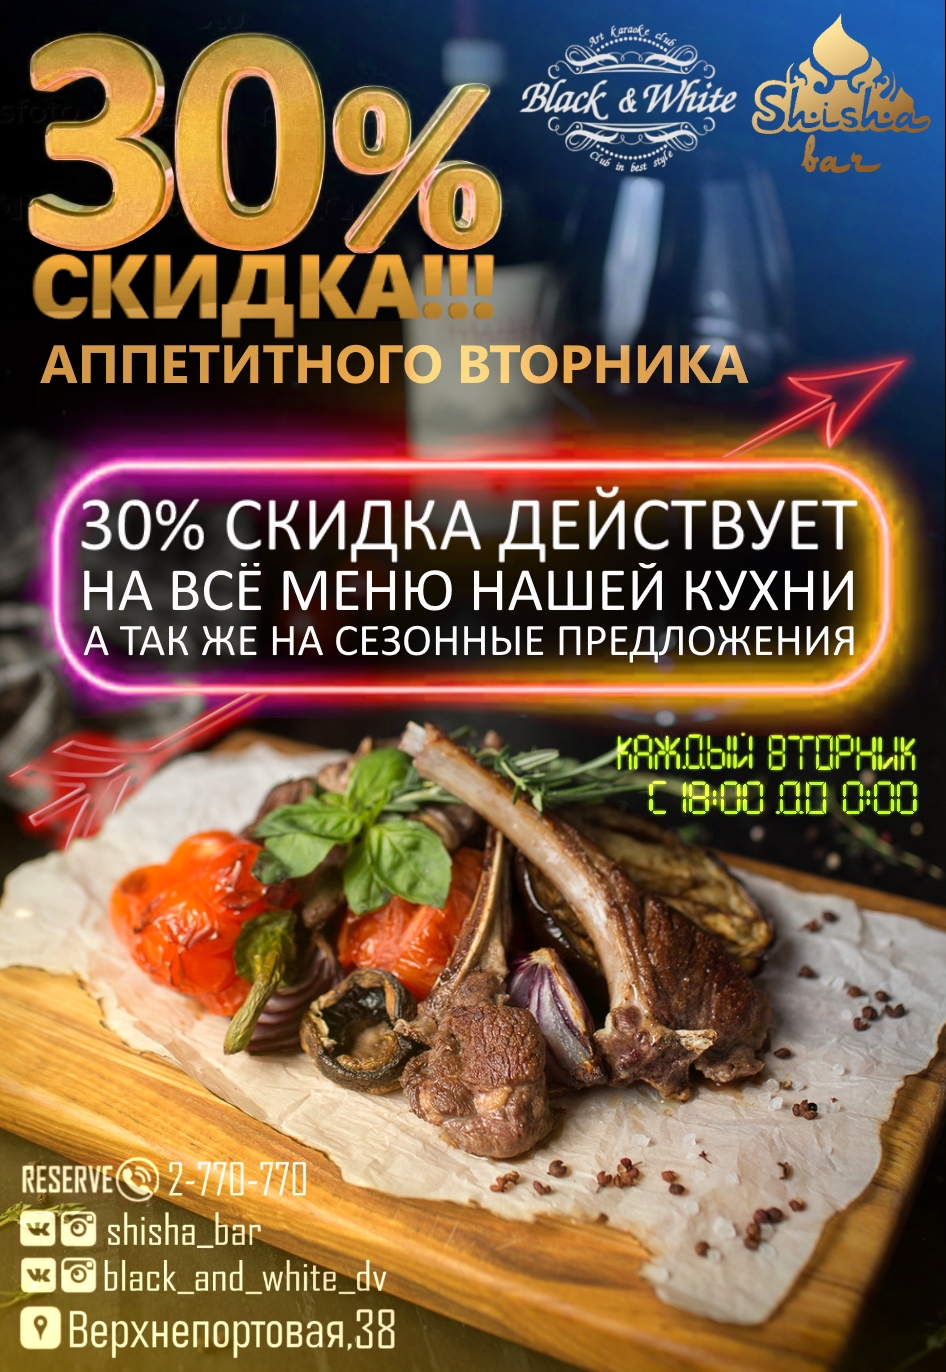 30%
СКИДКА!!!
АППЕТИТНОГО ВТОРНИКА
Art karaoke club
Black & White
Club in best style
Shisha
bar
30% СКИДКА ДЕЙСТВУЕТ
НА ВСЁ МЕНЮ НАШЕЙ КУХНИ
А ТАК ЖЕ НА СЕЗОННЫЕ ПРЕДЛОЖЕНИЯ
КАЖДЫЙ ВТОРНИК
С 18:00 ДО 0:00
RESERVE 2-770-770
shisha_bar
black_and_white_dv
Верхнепортовая,38